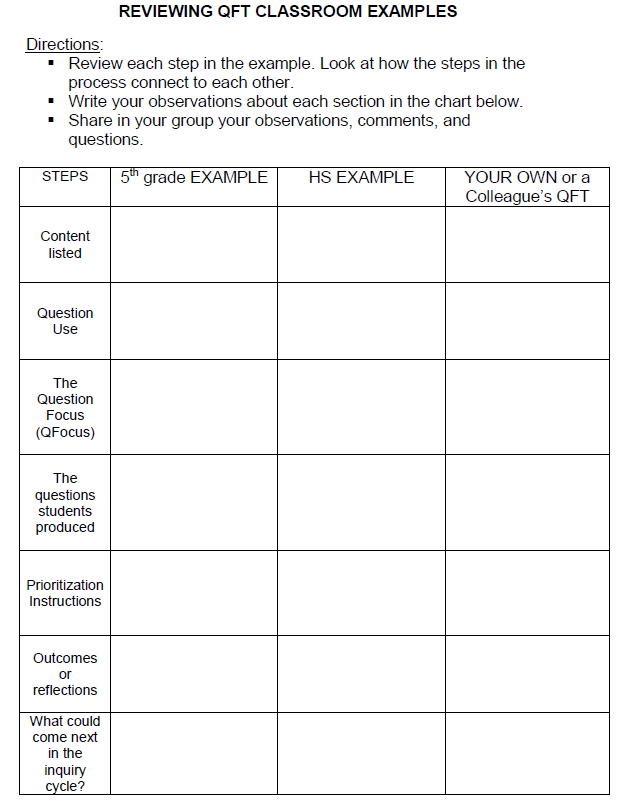 REVIEWING QFT CLASSROOM EXAMPLES
Directions:
▪ Review each step in the example. Look at how the steps in the
process connect to each other.
▪ Write your observations about each section in the chart below.
▪ Share in your group your observations, comments, and
questions.
STEPS 5th grade EXAMPLE HS EXAMPLE YOUR OWN or a
Colleague’s QFT
Content
listed
Question
Use
The
Question
Focus
(QFocus)
The
questions
students
produced
Prioritization
Instructions
Outcomes
or
reflections
What could
come next
in the
inquiry
cycle?